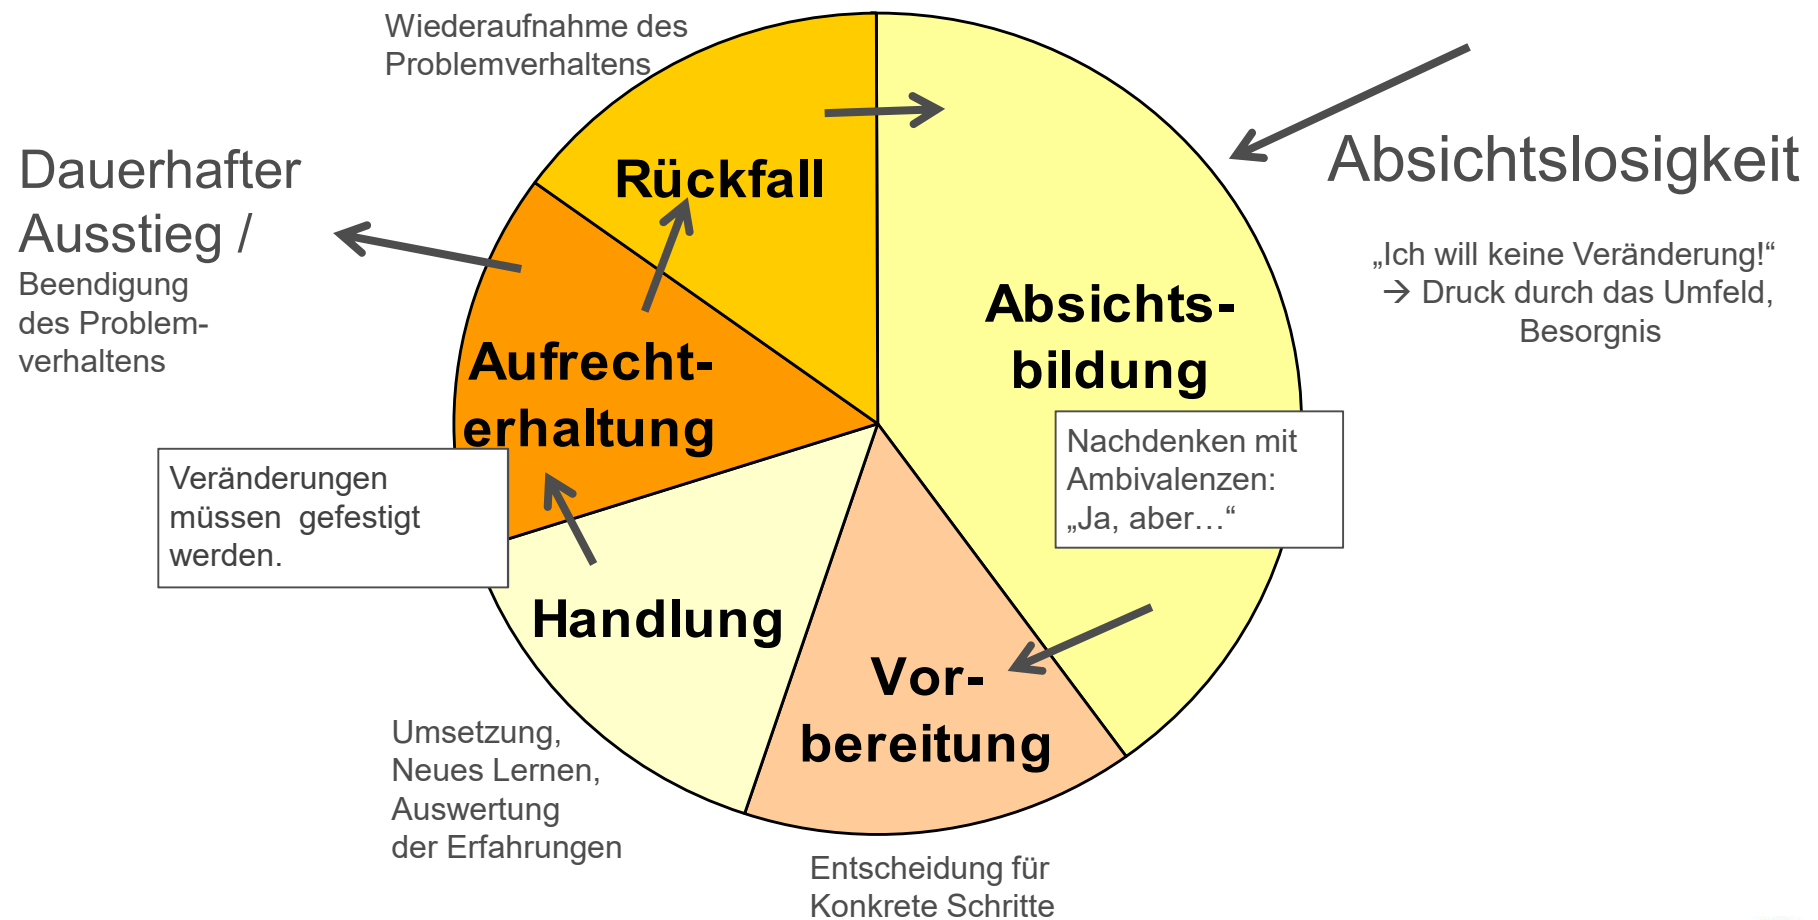 Wiederaufnahme des
Problemverhaltens
Dauerhafter
Ausstieg /
Beendigung
des Problem-
verhaltens
Rückfall
Absichtslosigkeit
„Ich will keine Veränderung!“
→ Druck durch das Umfeld,
Besorgnis
Absichts-
bildung
Nachdenken mit
Ambivalenzen:
„Ja, aber…“
Aufrecht-
erhaltung
Veränderungen
müssen  gefestigt
werden.
Handlung
Umsetzung,
Neues Lernen,
Auswertung
der Erfahrungen
Vor-
bereitung
Entscheidung für
Konkrete Schritte